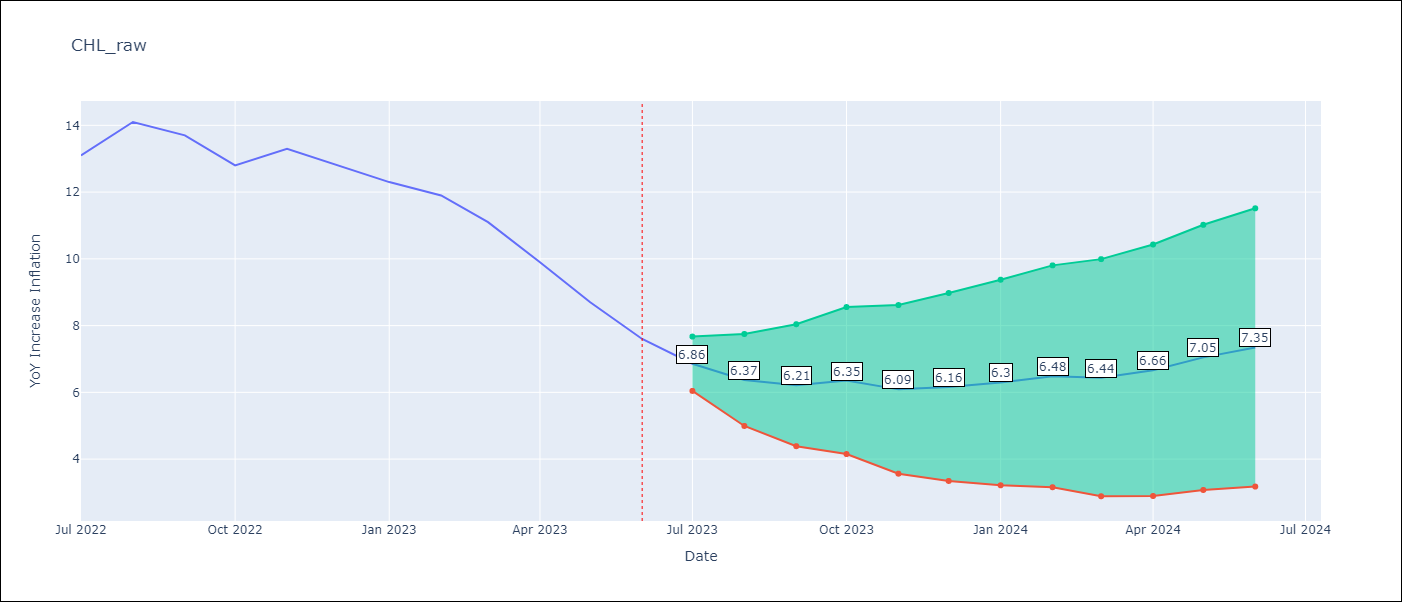 CHL_raw
YoY Increase Inflation
14
12
10
8
6
4
6.86
6.37
6.21
6.35
6.09
6.16
6.3
6.48
6.44
6.66
7.05
7.35
Jul 2022
Oct 2022
Jan 2023
Apr 2023
Jul 2023
Oct 2023
Jan 2024
Apr 2024
Jul 2024
Date